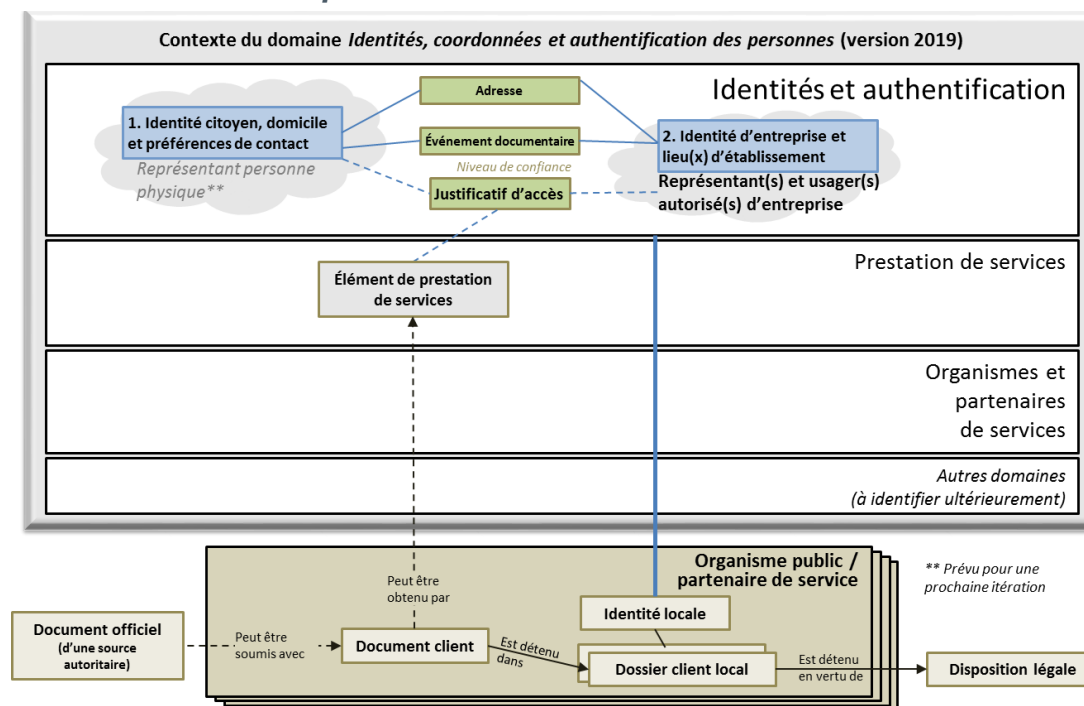 Contexte du domaine Identités, coordonnées et authentification des personnes (version 2019)
Identités et authentification
Adresse
1. Identité citoyen, domicile
et préférences de contact
Événement documentaire
2. Identité d'entreprise et
lieu(x) d'établissement
Représentant personne
physique**
Niveau de confiance
Justificatif d'accès
Représentant(s) et usager(s)
autorisé(s) d'entreprise
Prestation de services
Élément de prestation
de services
Organismes et
partenaires
de services
Autres domaines
(à identifier ultérieurement)
Organisme public /
partenaire de service
** Prévu pour une
prochaine itération
Peut être
obtenu par
Identité locale
Document officiel
(d'une source
autoritaire)
Peut être
soumis avec
Document client
Est détenu
dans
Dossier client local
Est détenu
en vertu de
Disposition légale